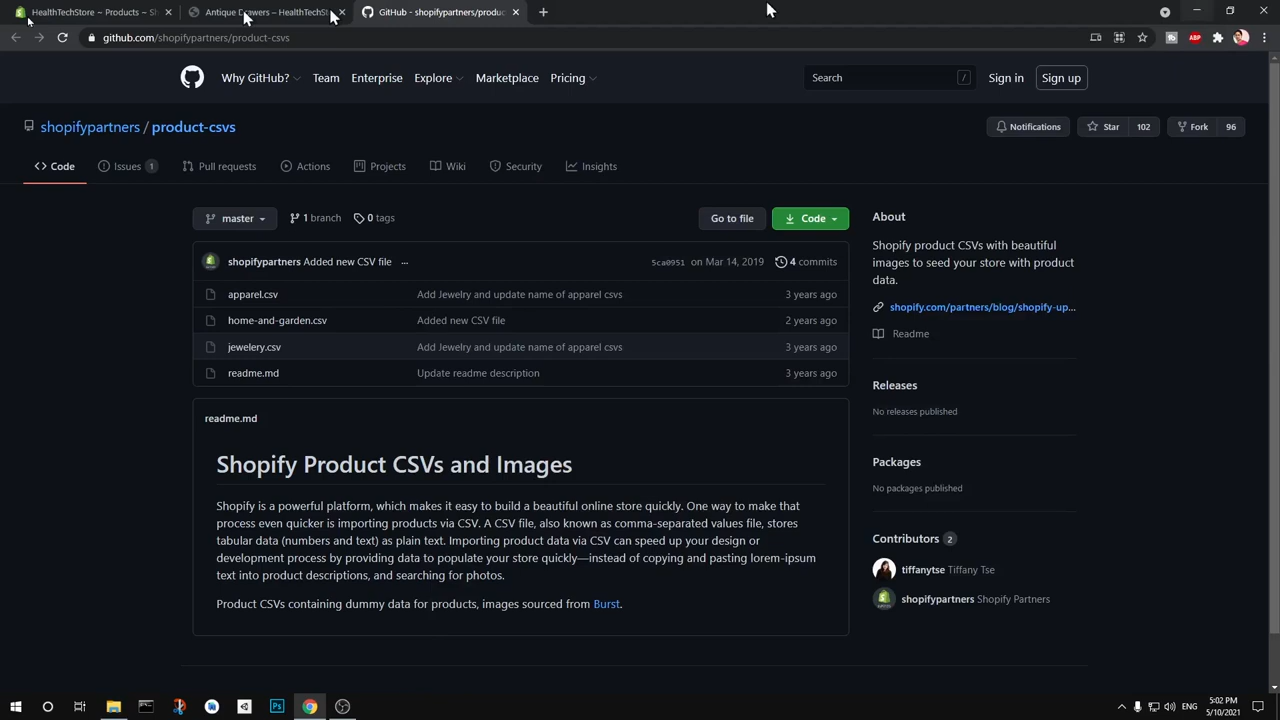 HealthTechStore ~ Products ~ Sh
Antique Drawers – HealthTechSt
GitHub - shopifypartners/produc
github.com/shopifypartners/product-csvs
ABP
Why GitHub? Team Enterprise Explore Marketplace Pricing
Search /
Sign in Sign up
shopifypartners / product-csvs
Notifications Star 102 Fork 96
Code Issues 1 Pull requests Actions Projects Wiki Security Insights
master 1 branch 0 tags
Go to file Code
shopifypartners Added new CSV file ... 5ca0951 on Mar 14, 2019 4 commits
apparel.csv Add Jewelry and update name of apparel csvs 3 years ago
home-and-garden.csv Added new CSV file 2 years ago
jewelery.csv Add Jewelry and update name of apparel csvs 3 years ago
readme.md Update readme description 3 years ago
readme.md
Shopify Product CSVs and Images
Shopify is a powerful platform, which makes it easy to build a beautiful online store quickly. One way to make that
process even quicker is importing products via CSV. A CSV file, also known as comma-separated values file, stores
tabular data (numbers and text) as plain text. Importing product data via CSV can speed up your design or
development process by providing data to populate your store quickly—instead of copying and pasting lorem-ipsum
text into product descriptions, and searching for photos.
Product CSVs containing dummy data for products, images sourced from Burst.
About
Shopify product CSVs with beautiful
images to seed your store with product
data.
shopify.com/partners/blog/shopify-up...
Readme
Releases
No releases published
Packages
No packages published
Contributors 2
tiffanytse Tiffany Tse
shopifypartners Shopify Partners
Ps
ENG
5:02 PM
5/10/2021